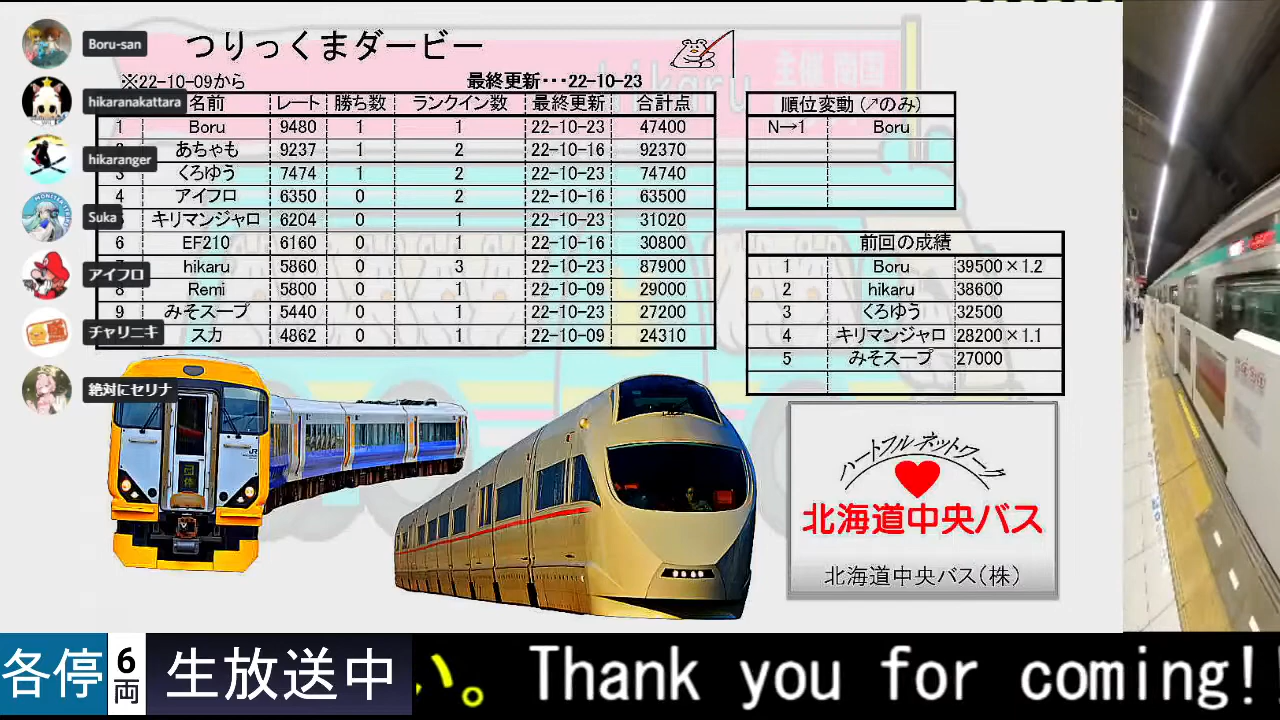 つりっくまダービー
※22-10-09から
最終更新･･･22-10-23
名前 レート 勝ち数 ランクイン数 最終更新 合計点
1 Boru 9480 1 1 22-10-23 47400
あちゃも 9237 1 2 22-10-16 92370
3 くろゆう 7474 1 2 22-10-23 74740
4 アイフロ 6350 0 2 22-10-16 63500
キリマンジャロ 6204 0 1 22-10-23 31020
6 EF210 6160 0 1 22-10-16 30800
hikaru 5860 0 3 22-10-23 87900
8 Remi 5800 0 1 22-10-09 29000
9 みそスープ 5440 0 1 22-10-23 27200
スカ 4862 0 1 22-10-09 24310
Boru-san
hikaranakattara
hikaranger
Suka
アイフロ
チャリニキ
絶対にセリナ
順位変動(↗のみ)
N→1 Boru
前回の成績
1 Boru 39500×1.2
2 hikaru 38600
3 くろゆう 32500
4 キリマンジャロ 28200×1.1
5 みそスープ 27000
主催 南国
hikaru
ハートフル ネットワーク
北海道中央バス
北海道中央バス(株)
各停
6両
生放送中
い。 Thank you for coming!!